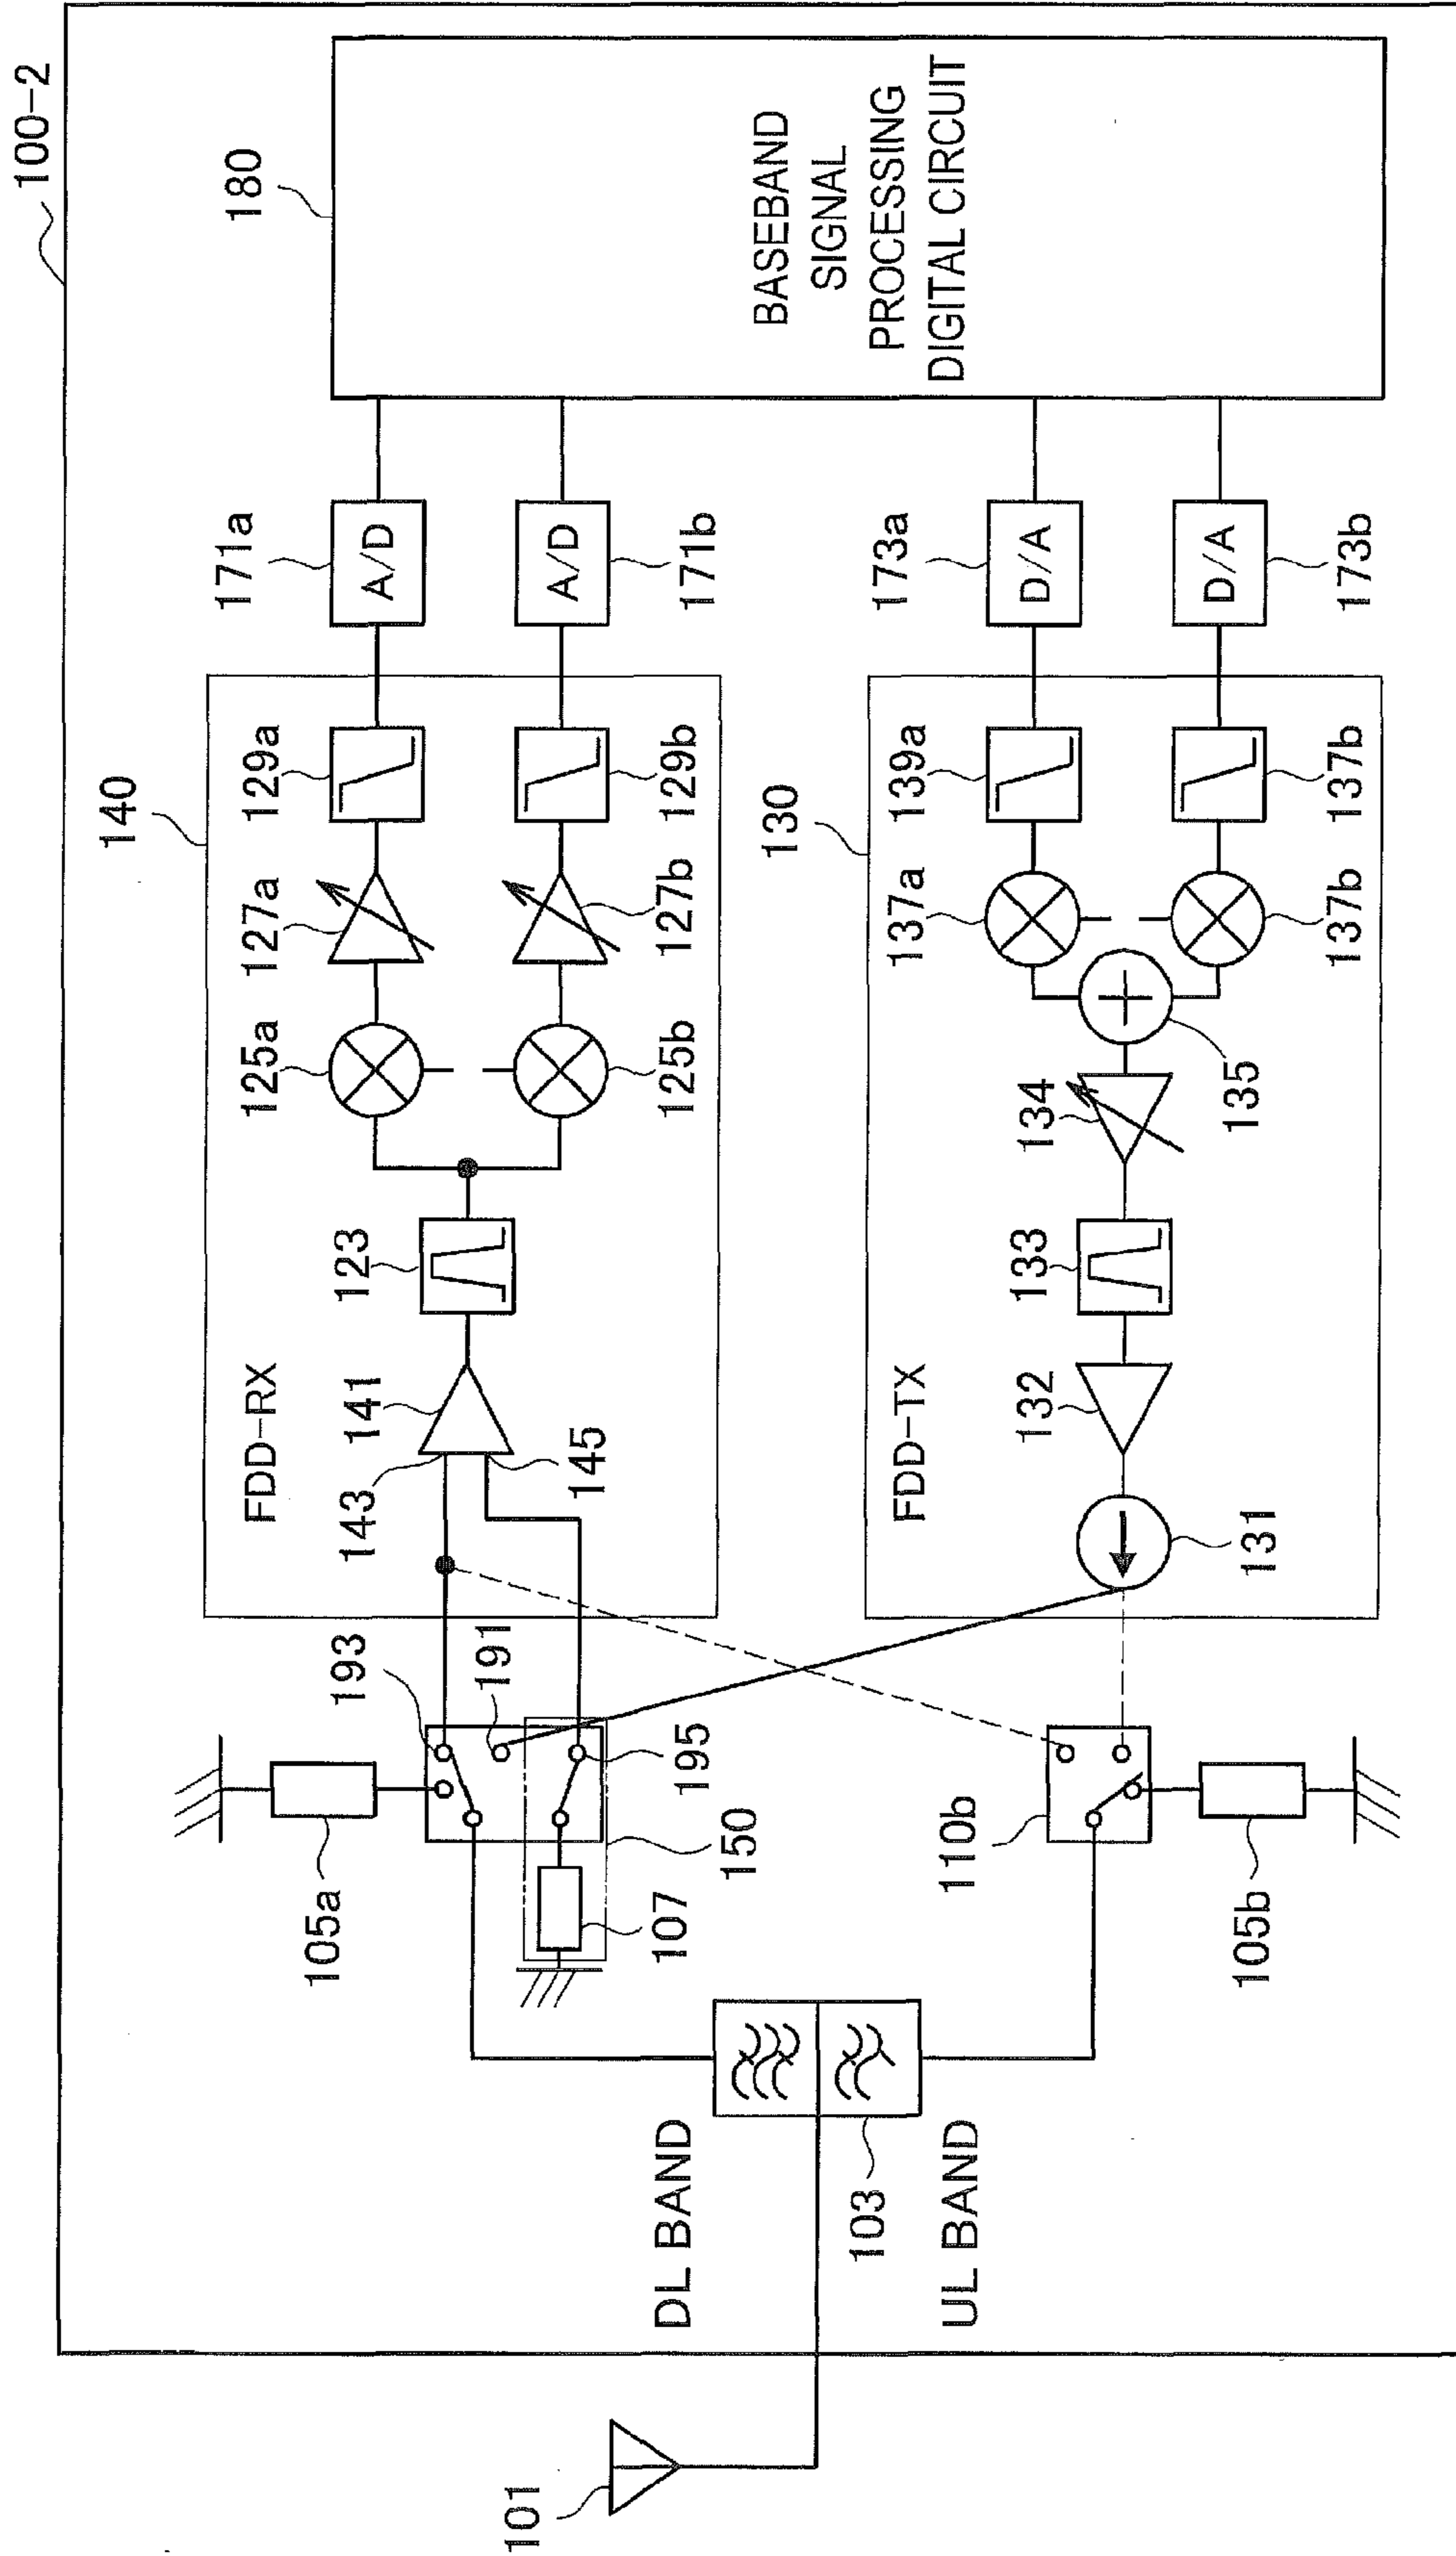 100-2
180
BASEBAND
SIGNAL
PROCESSING
DIGITAL CIRCUIT
171a
A/D
A/D
171b
173a
D/A
D/A
173b
140
129a
129b
127a
127b
125a
125b
123
FDD-RX
141
143
145
130
139a
137b
137a
137b
135
134
133
132
FDD-TX
131
193
191
195
150
105a
107
110b
105b
DL BAND
UL BAND
103
101